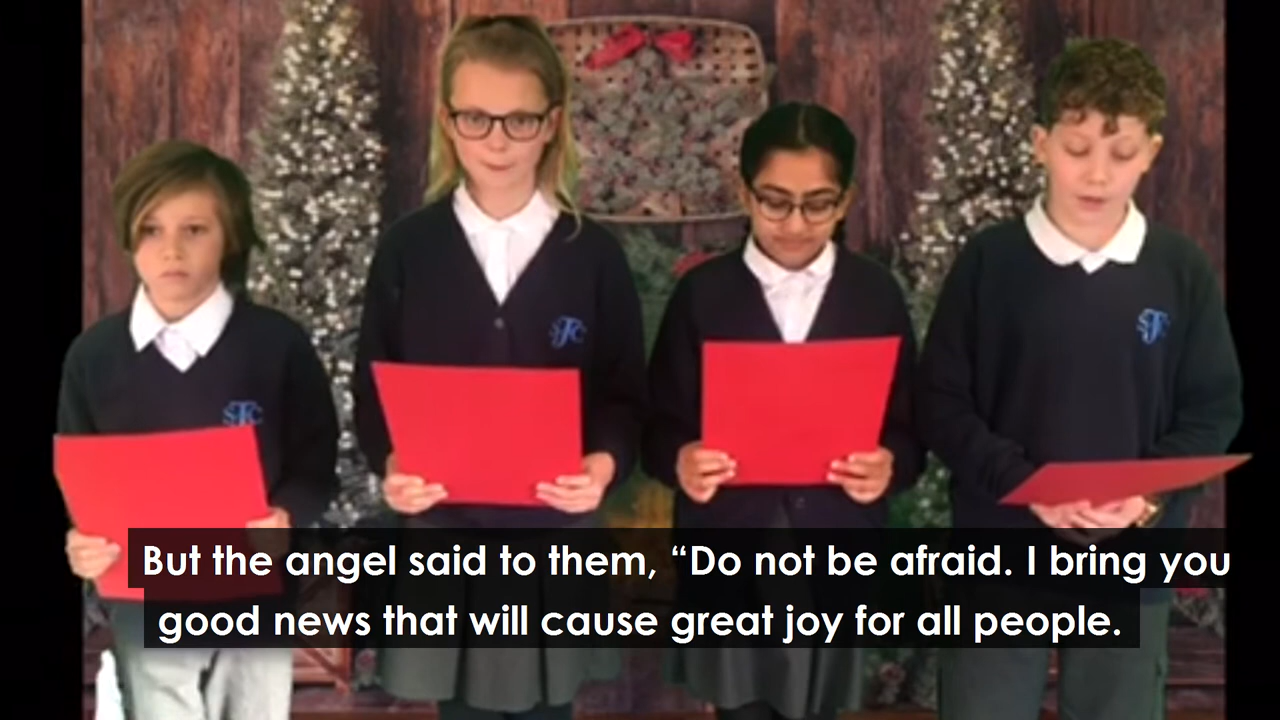 But the angel said to them, “Do not be afraid. I bring you
good news that will cause great joy for all people.